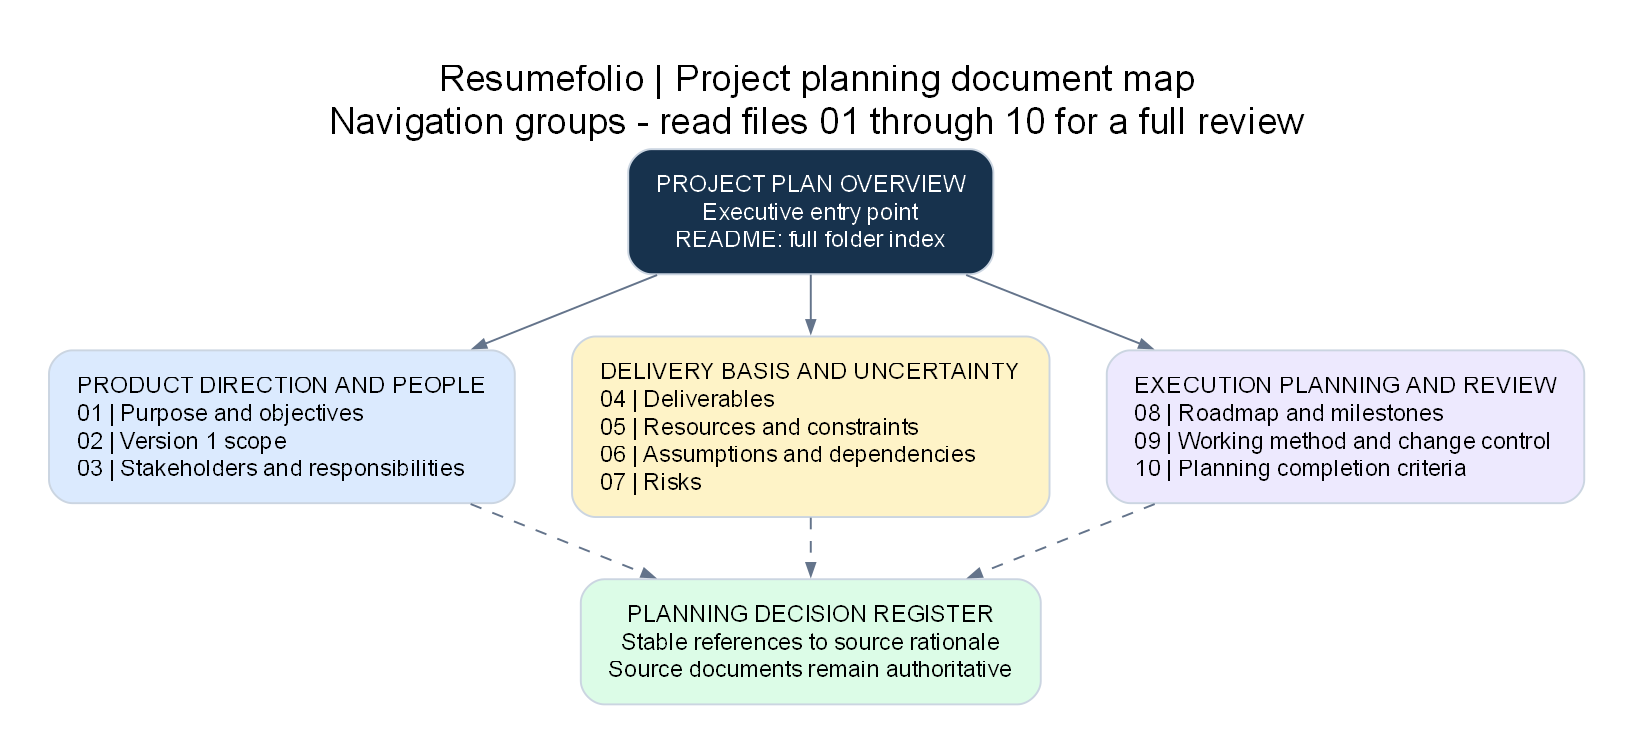 Resumefolio | Project planning document map
Navigation groups - read files 01 through 10 for a full review
PROJECT PLAN OVERVIEW
Executive entry point
README: full folder index
PRODUCT DIRECTION AND PEOPLE
01 | Purpose and objectives
02 | Version 1 scope
03 | Stakeholders and responsibilities
DELIVERY BASIS AND UNCERTAINTY
04 | Deliverables
05 | Resources and constraints
06 | Assumptions and dependencies
07 | Risks
EXECUTION PLANNING AND REVIEW
08 | Roadmap and milestones
09 | Working method and change control
10 | Planning completion criteria
PLANNING DECISION REGISTER
Stable references to source rationale
Source documents remain authoritative